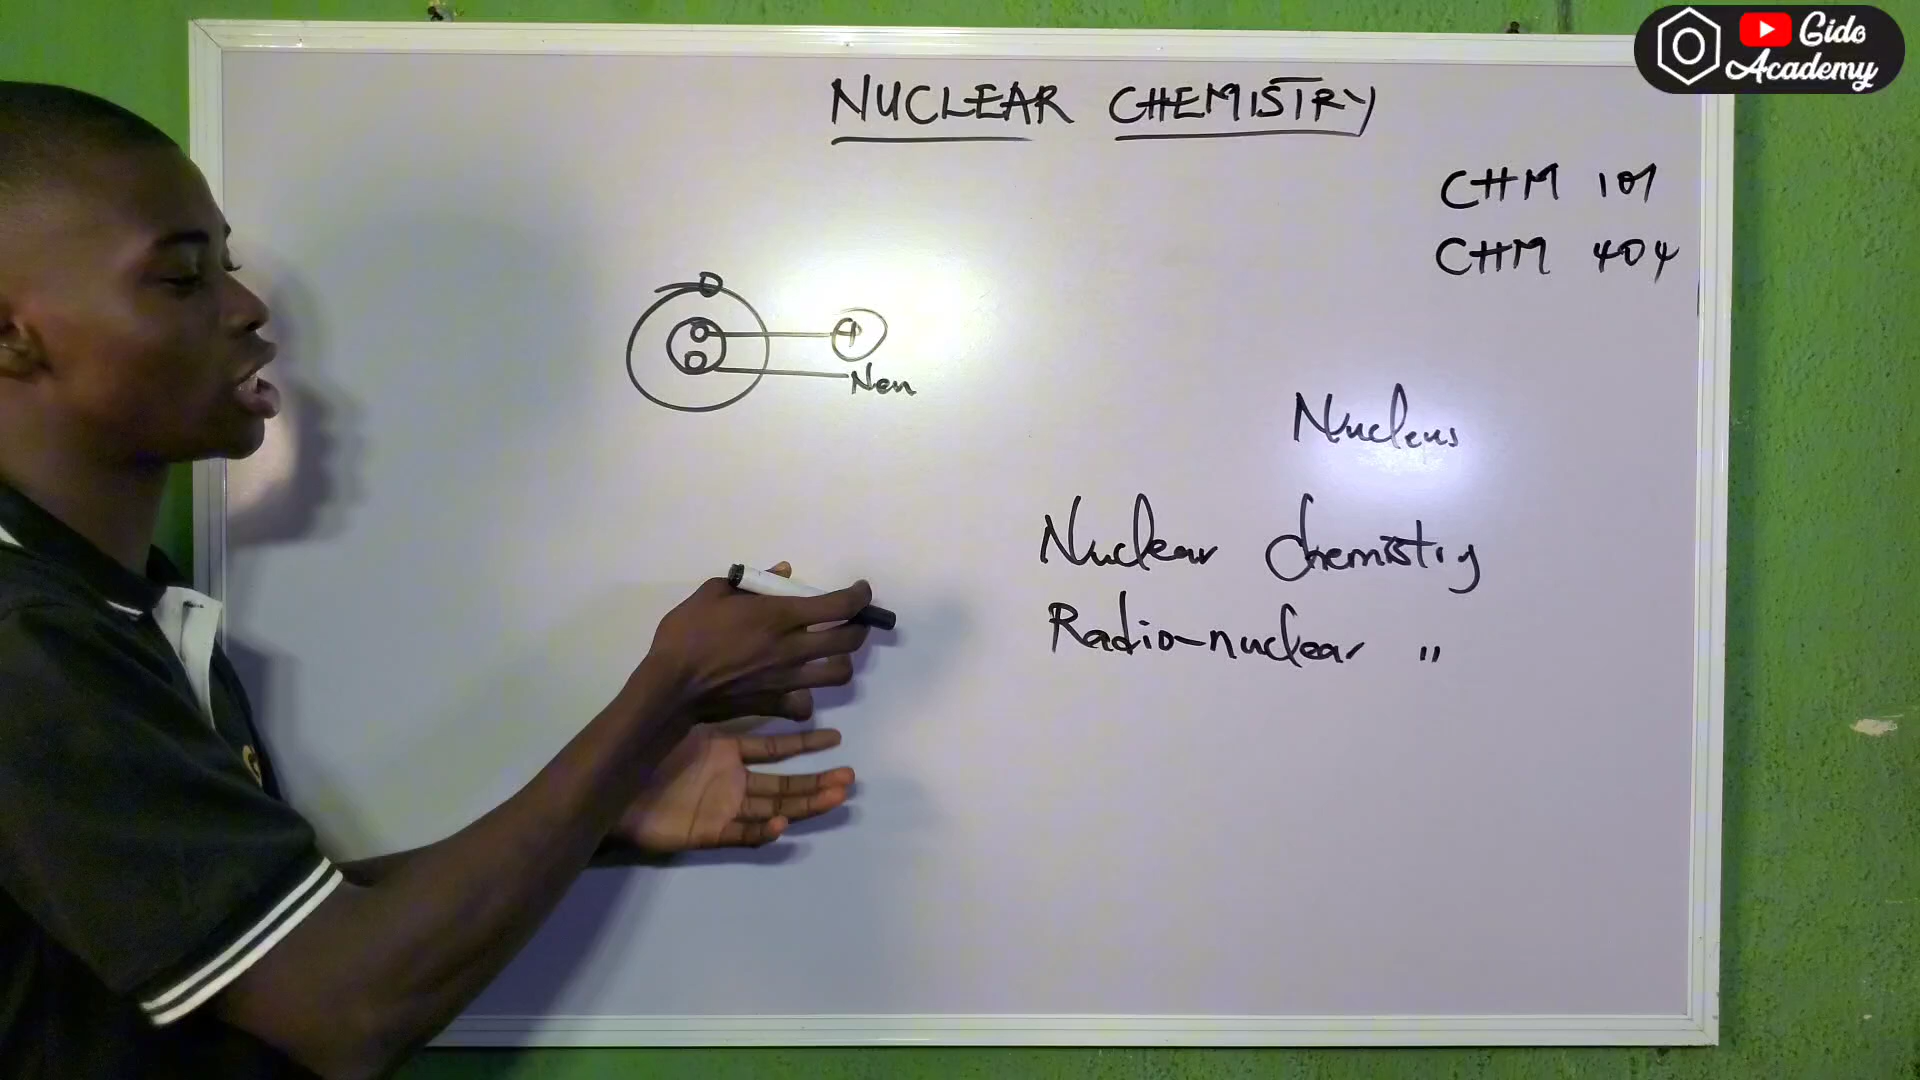 Gido
Academy
NUCLEAR CHEMISTRY
CHM 101
CHM 404
+
Nen
Nucleus
Nuclear chemistry
Radio-nuclear "